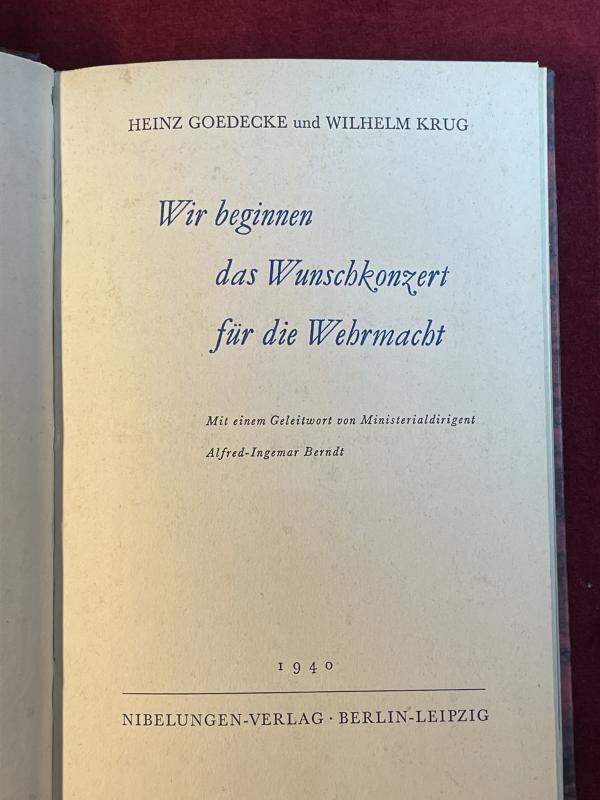 HEINZ GOEDECKE und WILHELM KRUG
Wir beginnen
das Wunschkonzert
für die Wehrmacht
Mit einem Geleitwort von Ministerialdirigent
Alfred-Ingemar Berndt
1940
NIBELUNGEN-VERLAG · BERLIN-LEIPZIG